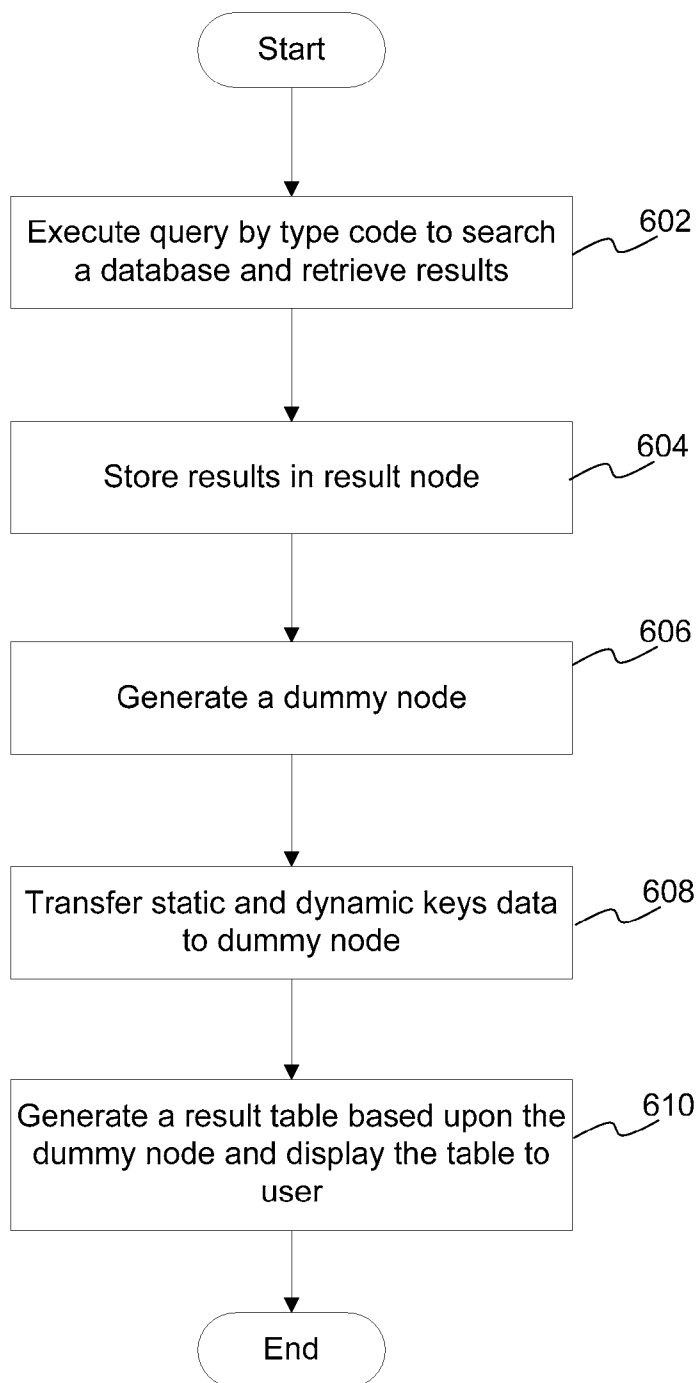 Start
Execute query by type code to search
a database and retrieve results
602
Store results in result node
604
Generate a dummy node
606
Transfer static and dynamic keys data
to dummy node
608
Generate a result table based upon the
dummy node and display the table to
user
610
End